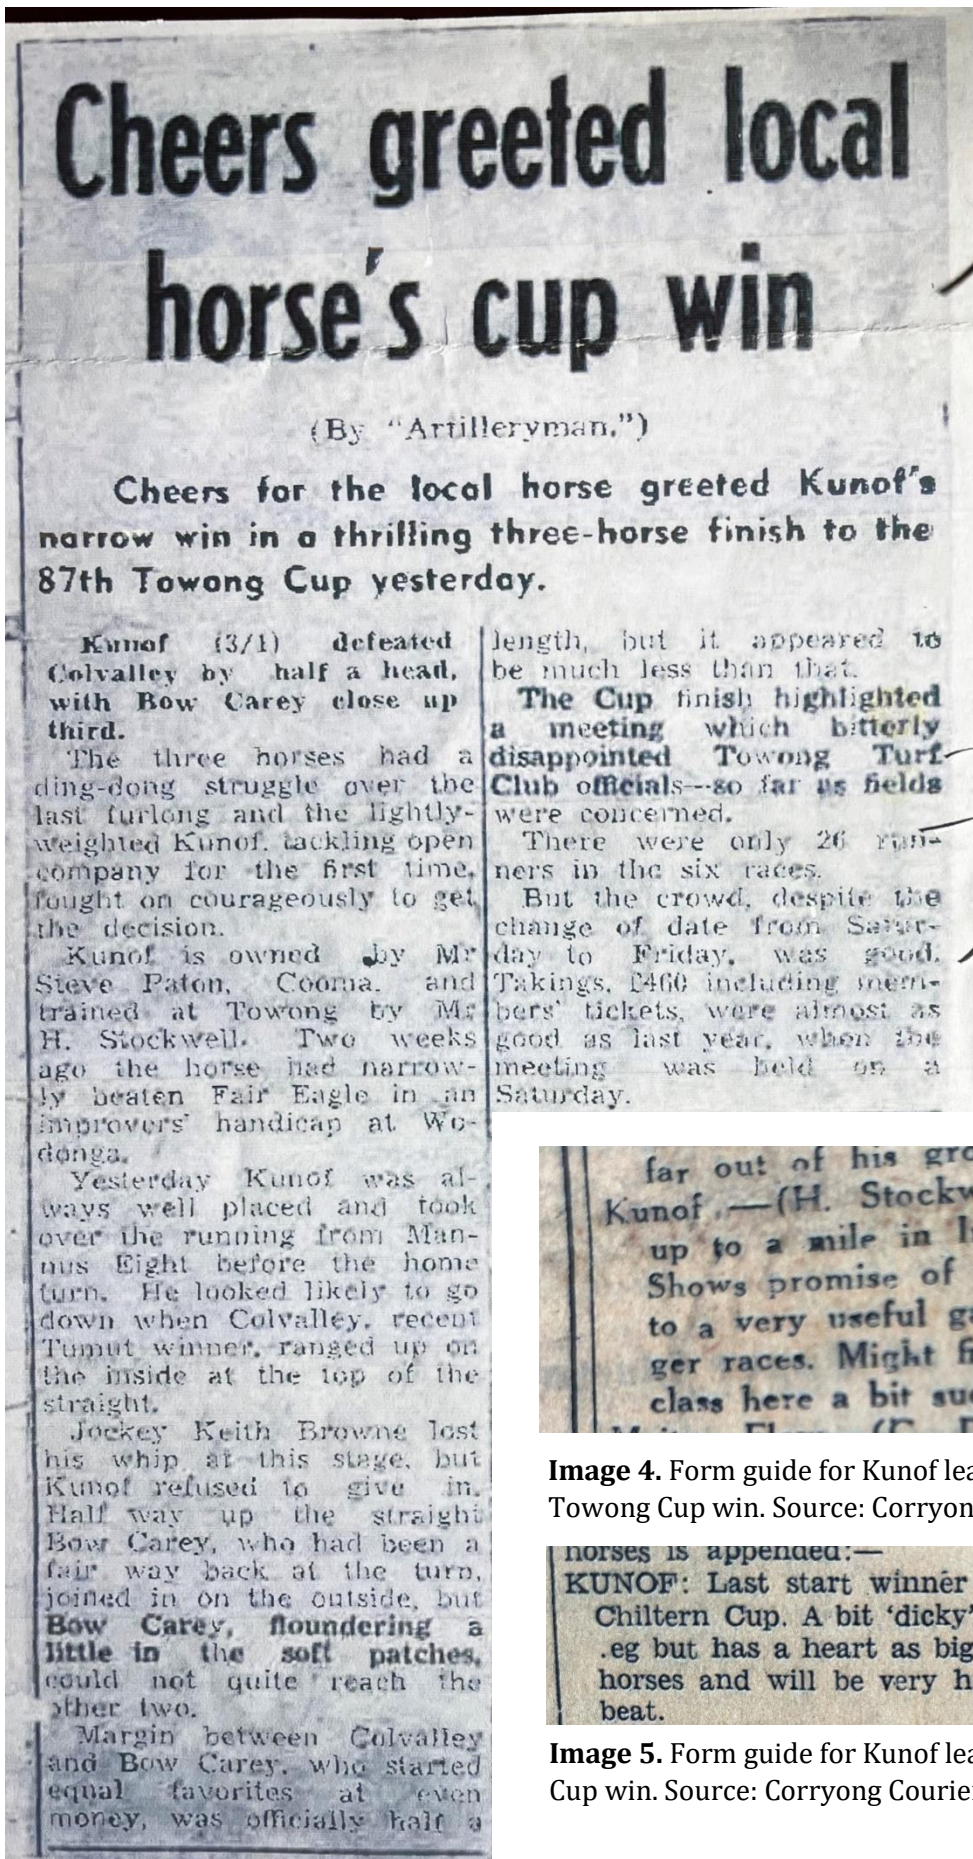 Cheers greeted local
horse's cup win
(By "Artilleryman.")
Cheers for the local horse greeted Kunof's
narrow win in a thrilling three-horse finish to the
87th Towong Cup yesterday.
Kunof (3/1) defeated
Colvalley by half a head,
with Bow Carey close up
third.
The three horses had a
ding-dong struggle over the
last furlong and the lightly-
weighted Kunof, tackling open
company for the first time,
fought on courageously to get
the decision.
Kunof is owned by Mr
Steve Paton, Cooma, and
trained at Towong by Mr
H. Stockwell. Two weeks
ago the horse had narrow-
ly beaten Fair Eagle in an
improvers' handicap at Wo-
donga.
Yesterday Kunof was al-
ways well placed and took
over the running from Man-
nus Eight before the home
turn. He looked likely to go
down when Colvalley, recent
Tumut winner, ranged up on
the inside at the top of the
straight.
Jockey Keith Browne lost
his whip at this stage, but
Kunof refused to give in.
Half way up the straight
Bow Carey, who had been a
fair way back at the turn,
joined in on the outside, but
Bow Carey, floundering a
little in the soft patches,
could not quite reach the
other two.
Margin between Colvalley
and Bow Carey, who started
equal favorites at even
money, was officially half a
length, but it appeared to
be much less than that.
The Cup finish highlighted
a meeting which bitterly
disappointed Towong Turf
Club officials---so far as fields
were concerned.
There were only 26 run-
ners in the six races.
But the crowd, despite the
change of date from Satur-
day to Friday, was good.
Takings, £460 including mem-
bers' tickets, were almost as
good as last year, when the
meeting was held on a
Saturday.
far out of his gro
Kunof.—(H. Stockw
up to a mile in
Shows promise of
to a very useful g
ger races. Might f
class here a bit su
Image 4. Form guide for Kunof lea
Towong Cup win. Source: Corryon
horses is appended:—
KUNOF: Last start winner
Chiltern Cup. A bit 'dicky'
.eg but has a heart as big
horses and will be very h
beat.
Image 5. Form guide for Kunof lea
Cup win. Source: Corryong Courie